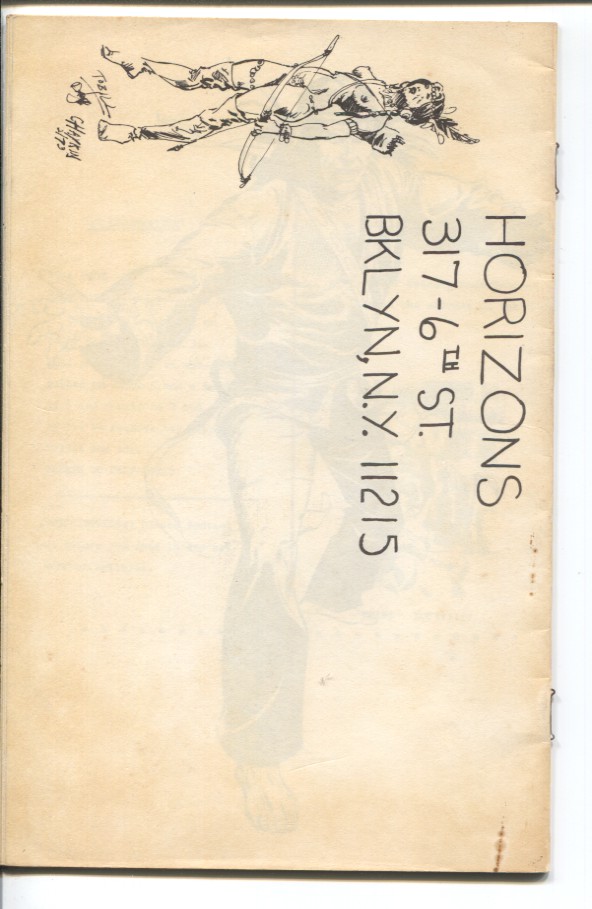 HORIZONS
317-6TH ST.
BKLYN, N.Y. 11215